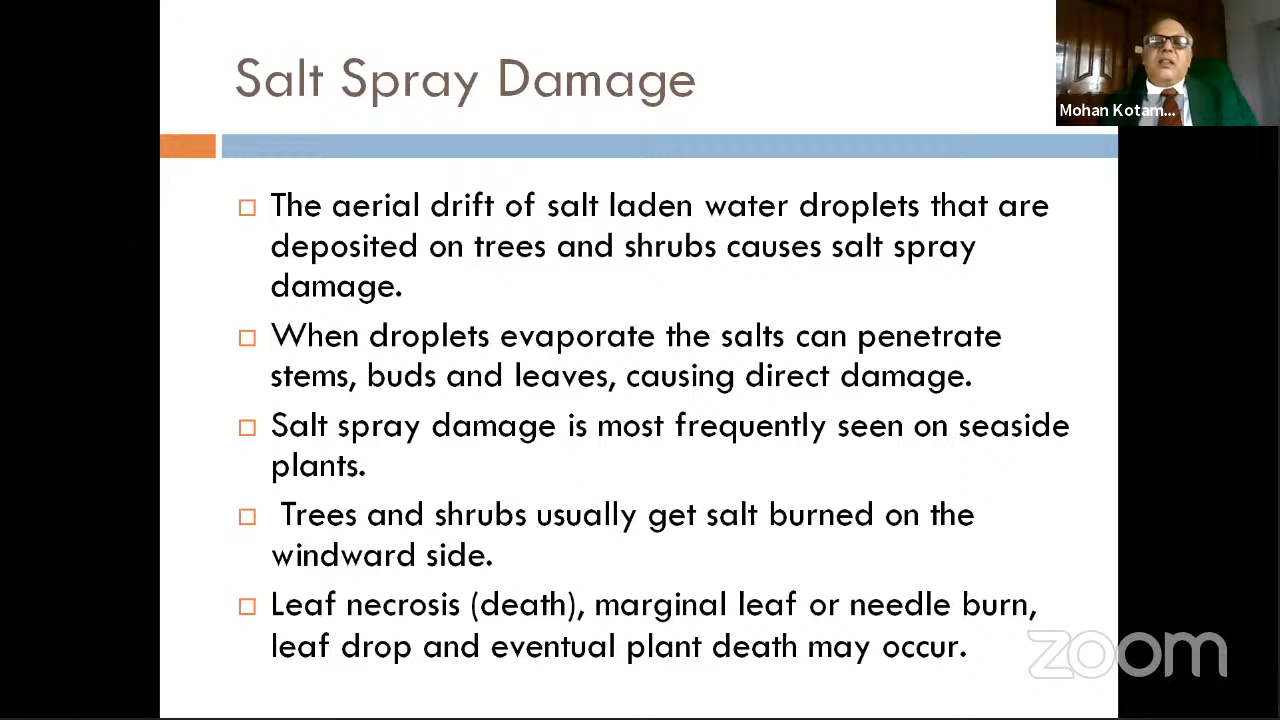 Salt Spray Damage
Mohan Kotam...
The aerial drift of salt laden water droplets that are
deposited on trees and shrubs causes salt spray
damage.
When droplets evaporate the salts can penetrate
stems, buds and leaves, causing direct damage.
Salt spray damage is most frequently seen on seaside
plants.
Trees and shrubs usually get salt burned on the
windward side.
Leaf necrosis (death), marginal leaf or needle burn,
leaf drop and eventual plant death may occur.
zoom